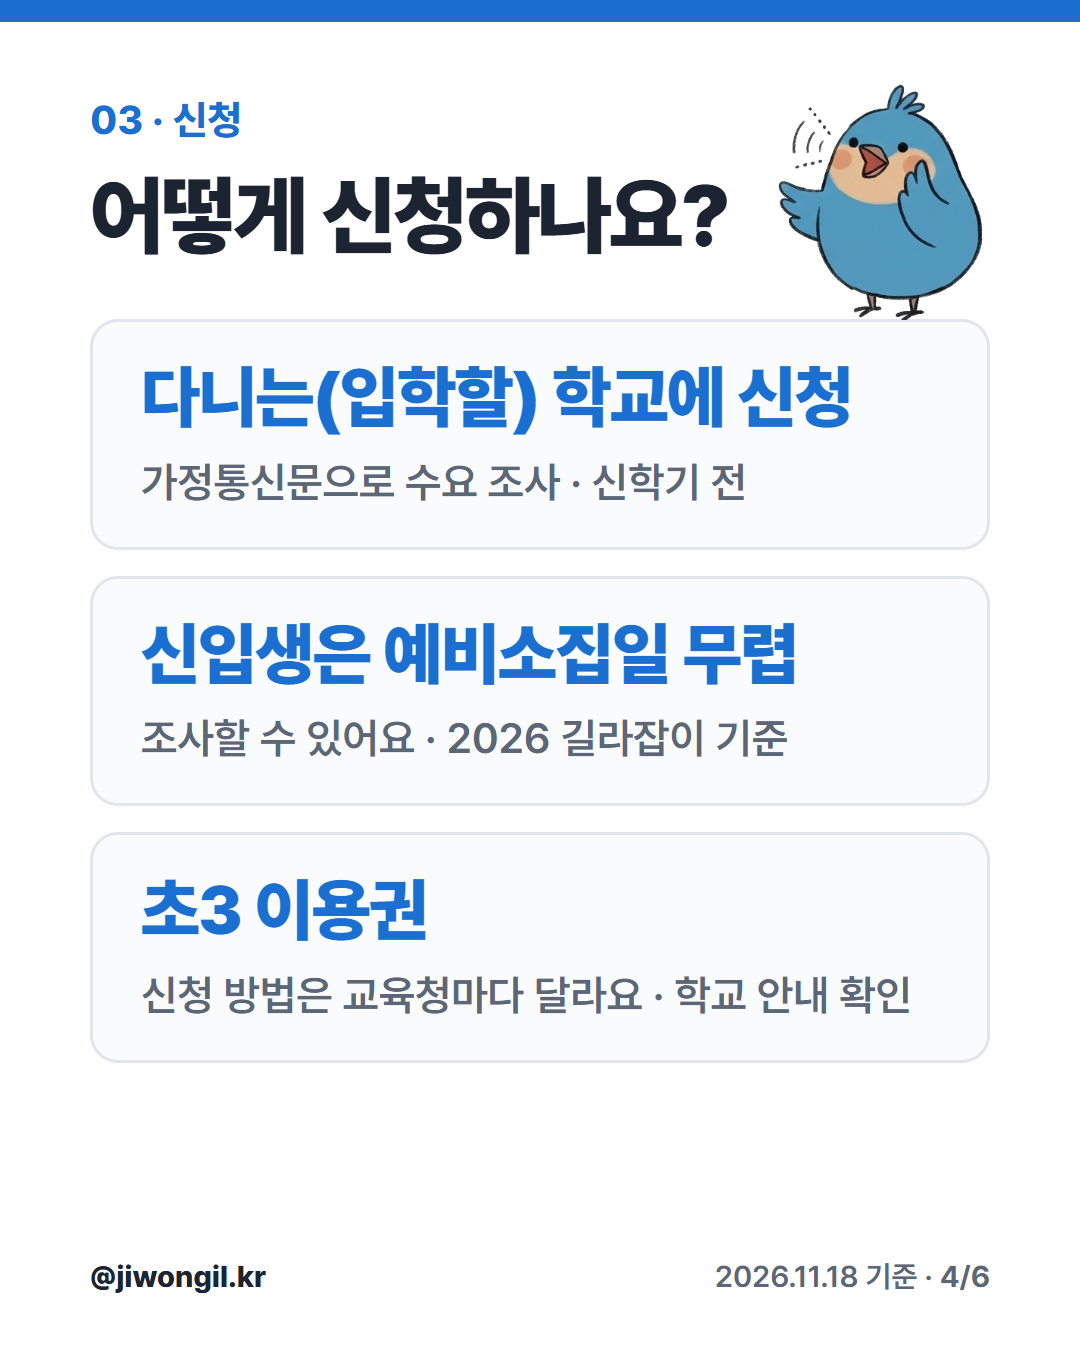 03 · 신청
어떻게 신청하나요?
다니는(입학할) 학교에 신청
가정통신문으로 수요 조사 · 신학기 전
신입생은 예비소집일 무렵
조사할 수 있어요 · 2026 길라잡이 기준
초3 이용권
신청 방법은 교육청마다 달라요 · 학교 안내 확인
@jiwongil.kr
2026.11.18 기준 · 4/6